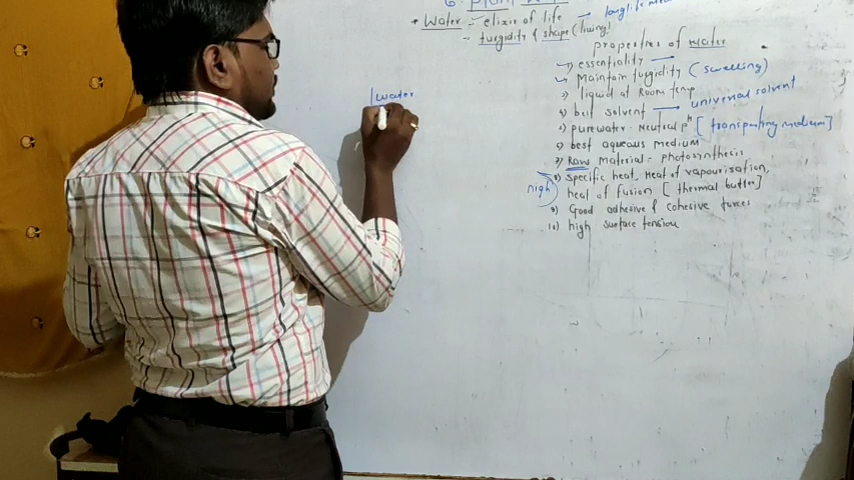 6. Plant
• Water :- elixir of life
- turgidity & shape (living)
properties of water
1) essentiality →
2) Maintain turgidity (swelling)
3) liquid at Room temp
4) best solvent → universal solvent
5) pure water - Neutral pH [transporting medium]
6) best aqueous medium
7) Raw material - photosynthesis
8) Specific heat, Heat of vapourisation,
high heat of fusion [thermal buffer]
9) Good adhesive & cohesive forces
10) high surface tension
water